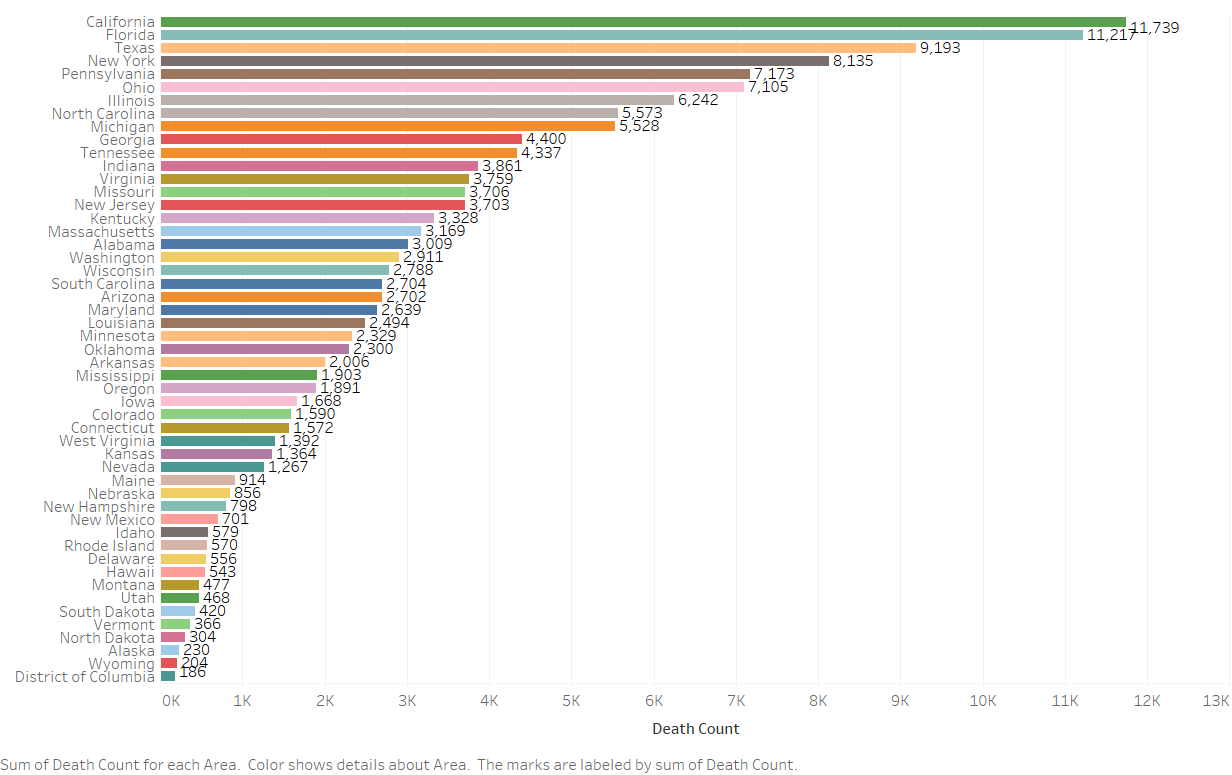 California 11,739
Florida 11,217
Texas 9,193
New York 8,135
Pennsylvania 7,173
Ohio 7,105
Illinois 6,242
North Carolina 5,573
Michigan 5,528
Georgia 4,400
Tennessee 4,337
Indiana 3,861
Virginia 3,759
Missouri 3,706
New Jersey 3,703
Kentucky 3,328
Massachusetts 3,169
Alabama 3,009
Washington 2,911
Wisconsin 2,788
South Carolina 2,704
Arizona 2,702
Maryland 2,639
Louisiana 2,494
Minnesota 2,329
Oklahoma 2,300
Arkansas 2,006
Mississippi 1,903
Oregon 1,891
Iowa 1,668
Colorado 1,590
Connecticut 1,572
West Virginia 1,392
Kansas 1,364
Nevada 1,267
Maine 914
Nebraska 856
New Hampshire 798
New Mexico 701
Idaho 579
Rhode Island 570
Delaware 556
Hawaii 543
Montana 477
Utah 468
South Dakota 420
Vermont 366
North Dakota 304
Alaska 230
Wyoming 204
District of Columbia 186
0K 1K 2K 3K 4K 5K 6K 7K 8K 9K 10K 11K 12K 13K
Death Count
Sum of Death Count for each Area. Color shows details about Area. The marks are labeled by sum of Death Count.